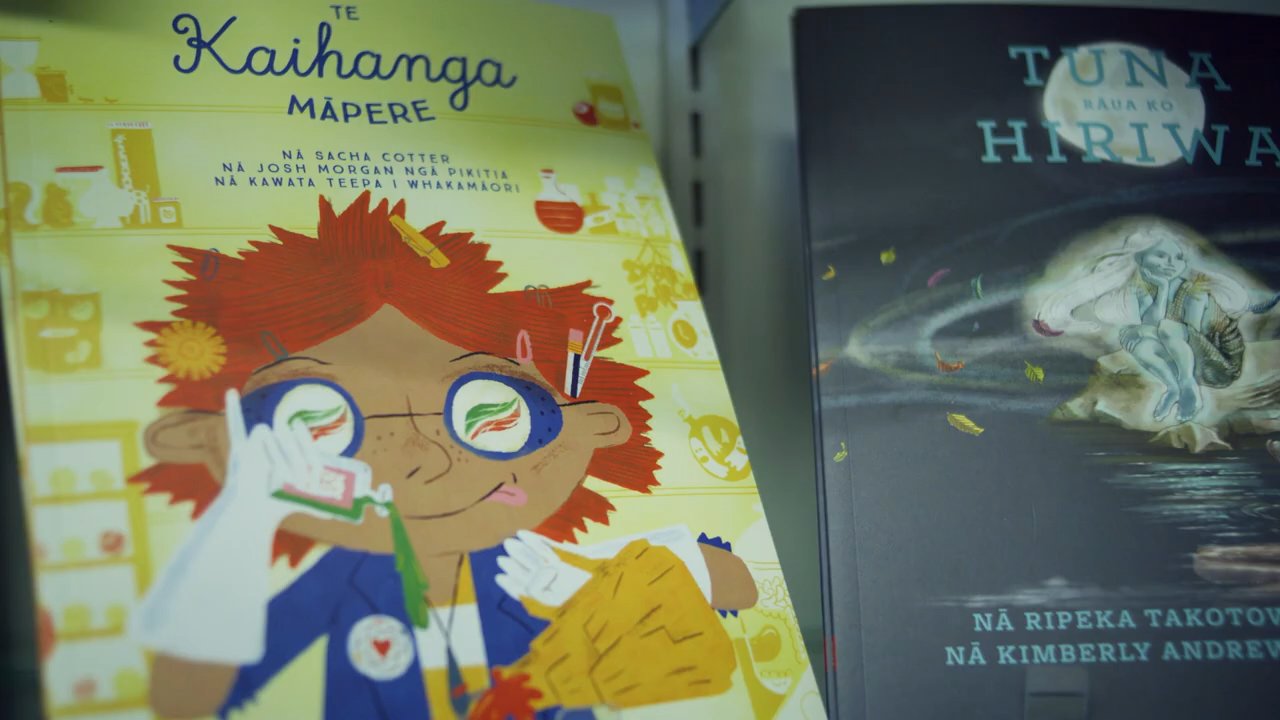 TE
Kaihanga
MĀPERE
NĀ SACHA COTTER
NĀ JOSH MORGAN NGĀ PIKITIA
NĀ KAWATA TEEPA I WHAKAMĀORI
TUNA
RĀUA KO
HIRIWA
NĀ RIPEKA TAKOTOW
NĀ KIMBERLY ANDREW